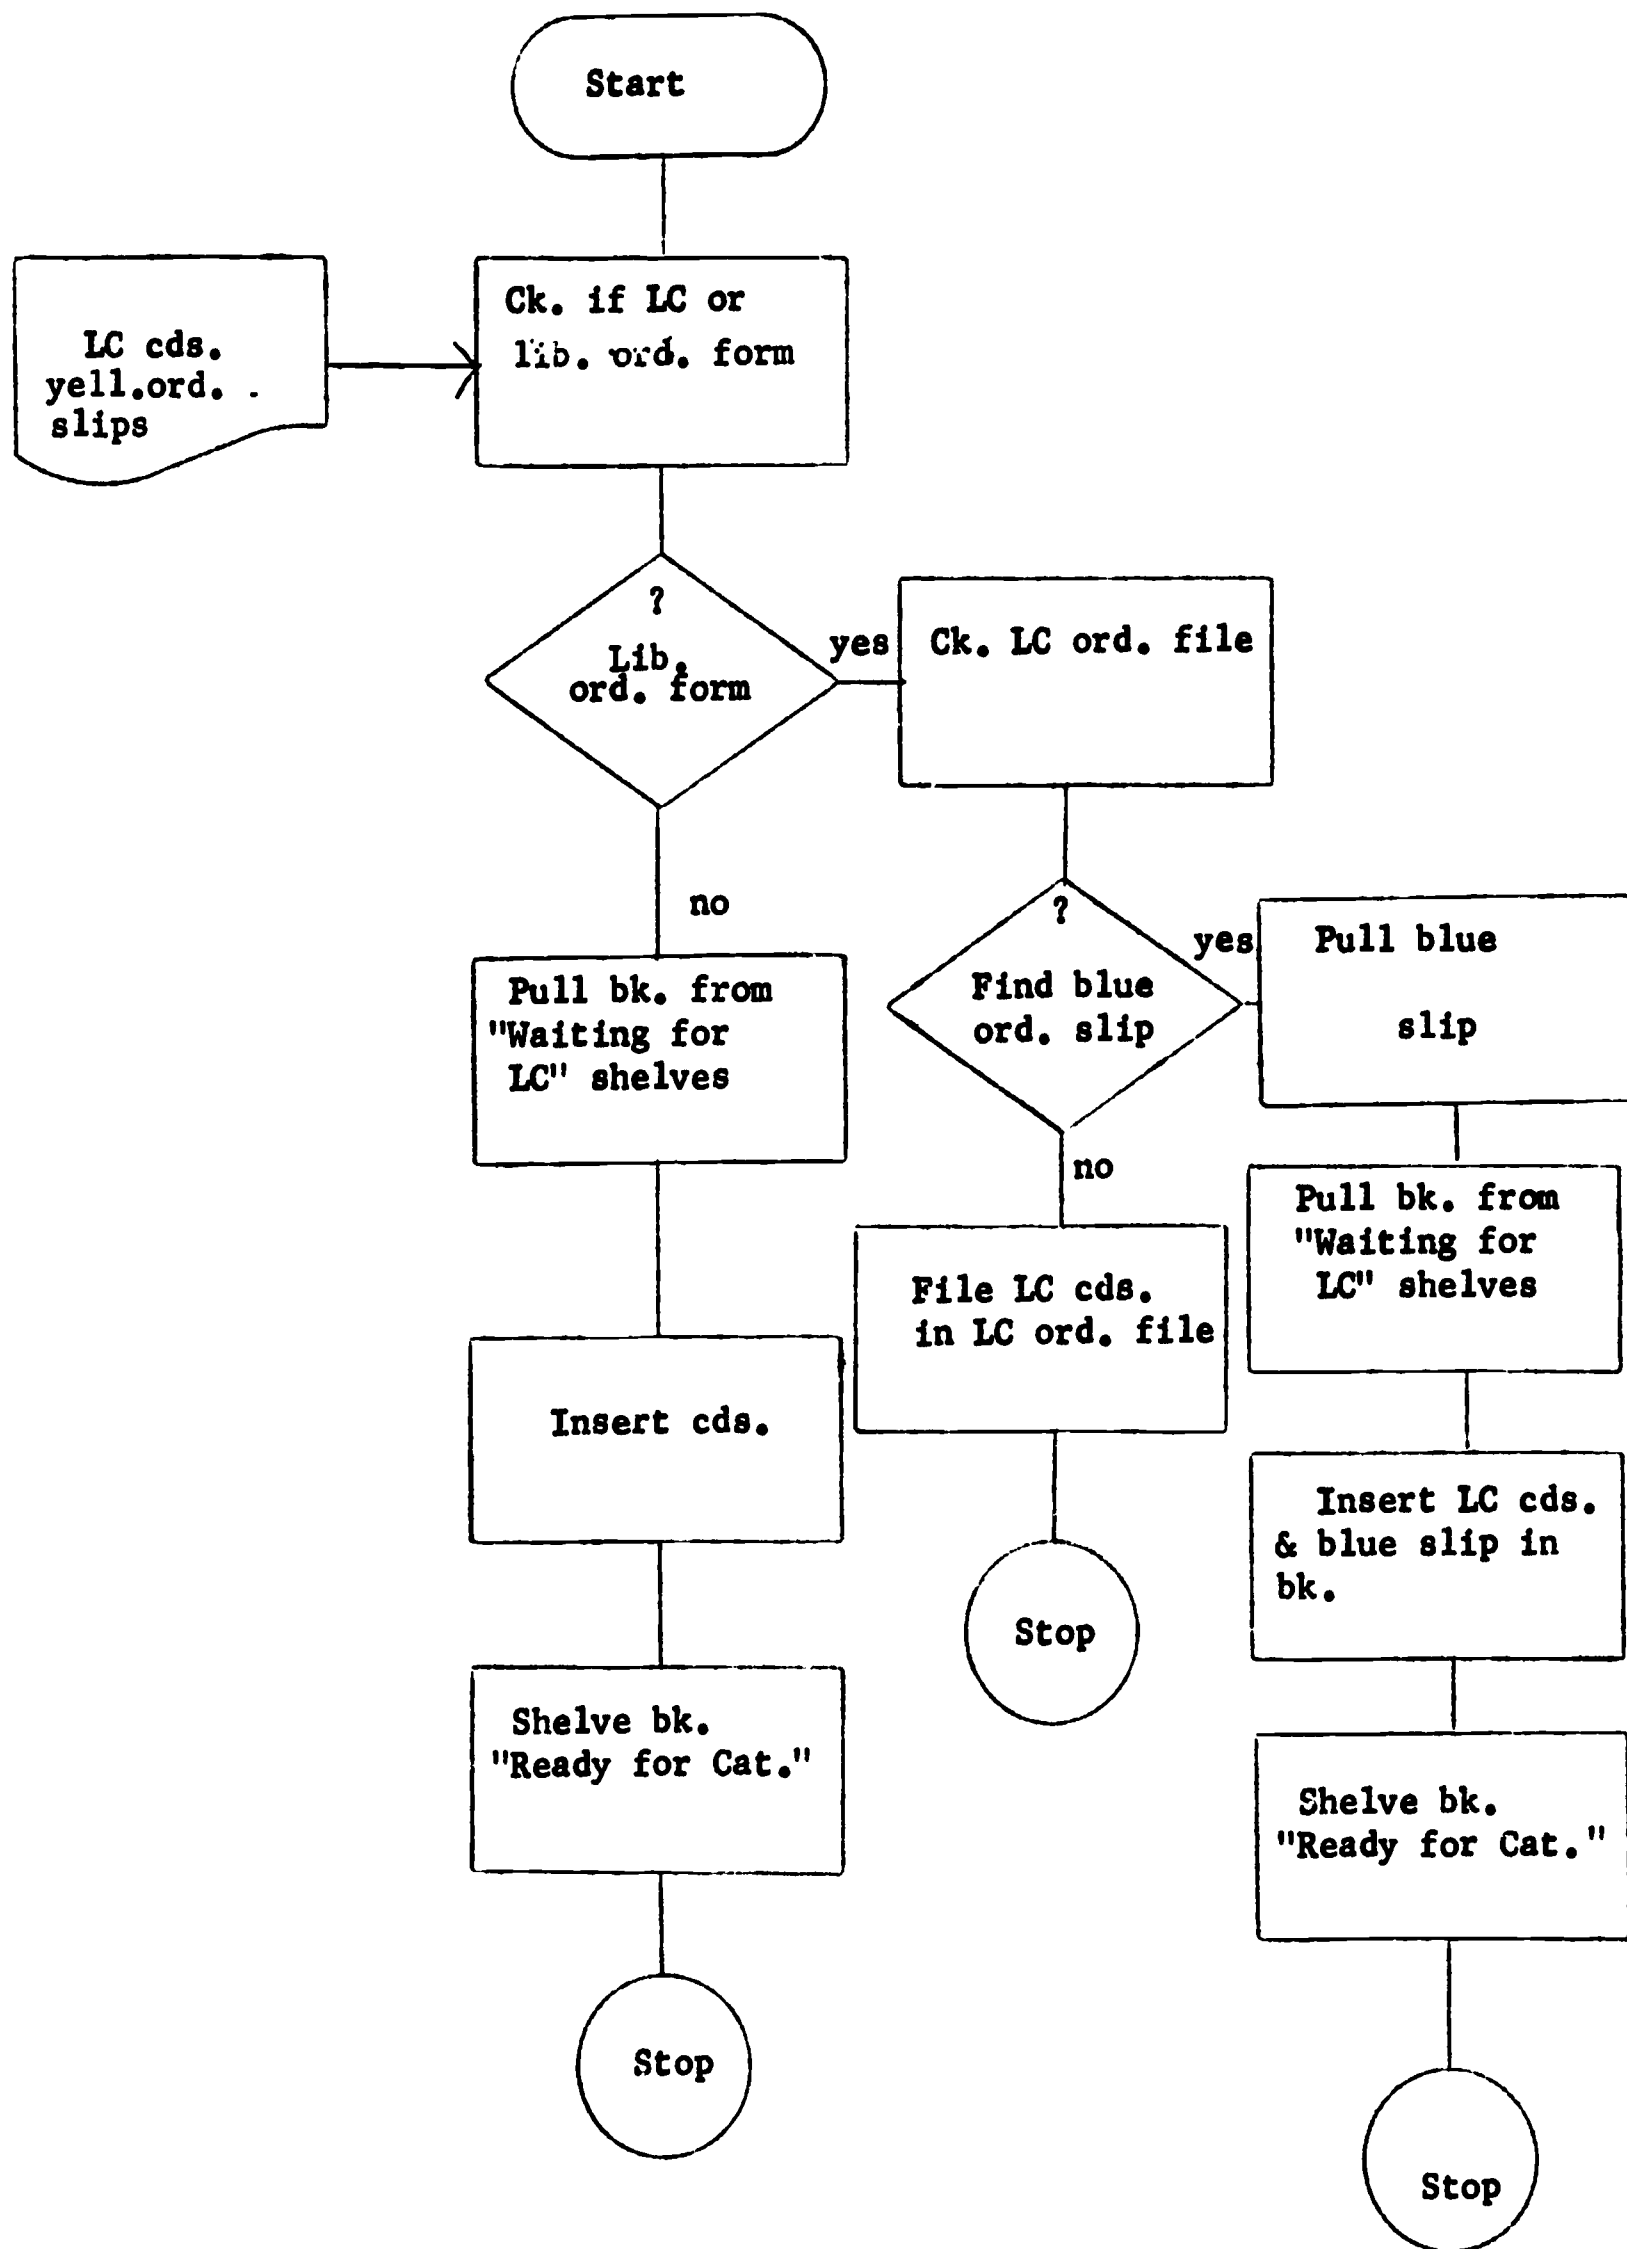 Start
LC cds.
yell.ord.
slips
Ck. if LC or
lib. ord. form
?
Lib.
ord. form
yes
Ck. LC ord. file
no
Pull bk. from
"Waiting for
LC" shelves
?
Find blue
ord. slip
yes
Pull blue
slip
no
Pull bk. from
"Waiting for
LC" shelves
File LC cds.
in LC ord. file
Insert cds.
Insert LC cds.
& blue slip in
bk.
Stop
Shelve bk.
"Ready for Cat."
Shelve bk.
"Ready for Cat."
Stop
Stop